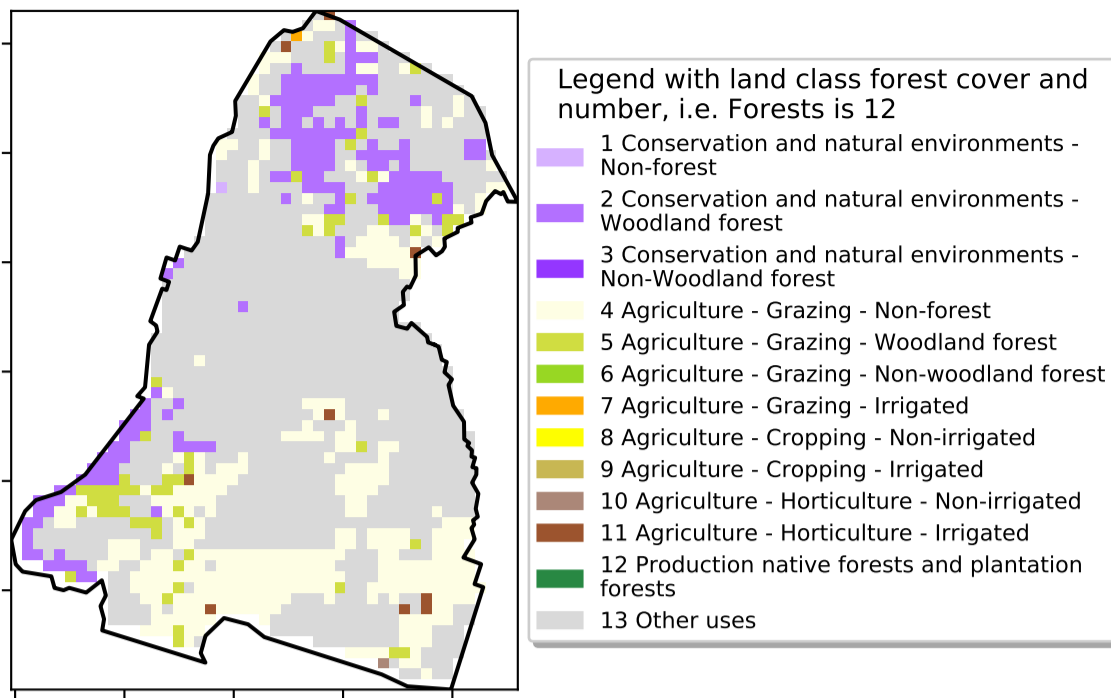 Legend with land class forest cover and
number, i.e. Forests is 12
1 Conservation and natural environments -
Non-forest
2 Conservation and natural environments -
Woodland forest
3 Conservation and natural environments -
Non-Woodland forest
4 Agriculture - Grazing - Non-forest
5 Agriculture - Grazing - Woodland forest
6 Agriculture - Grazing - Non-woodland forest
7 Agriculture - Grazing - Irrigated
8 Agriculture - Cropping - Non-irrigated
9 Agriculture - Cropping - Irrigated
10 Agriculture - Horticulture - Non-irrigated
11 Agriculture - Horticulture - Irrigated
12 Production native forests and plantation
forests
13 Other uses